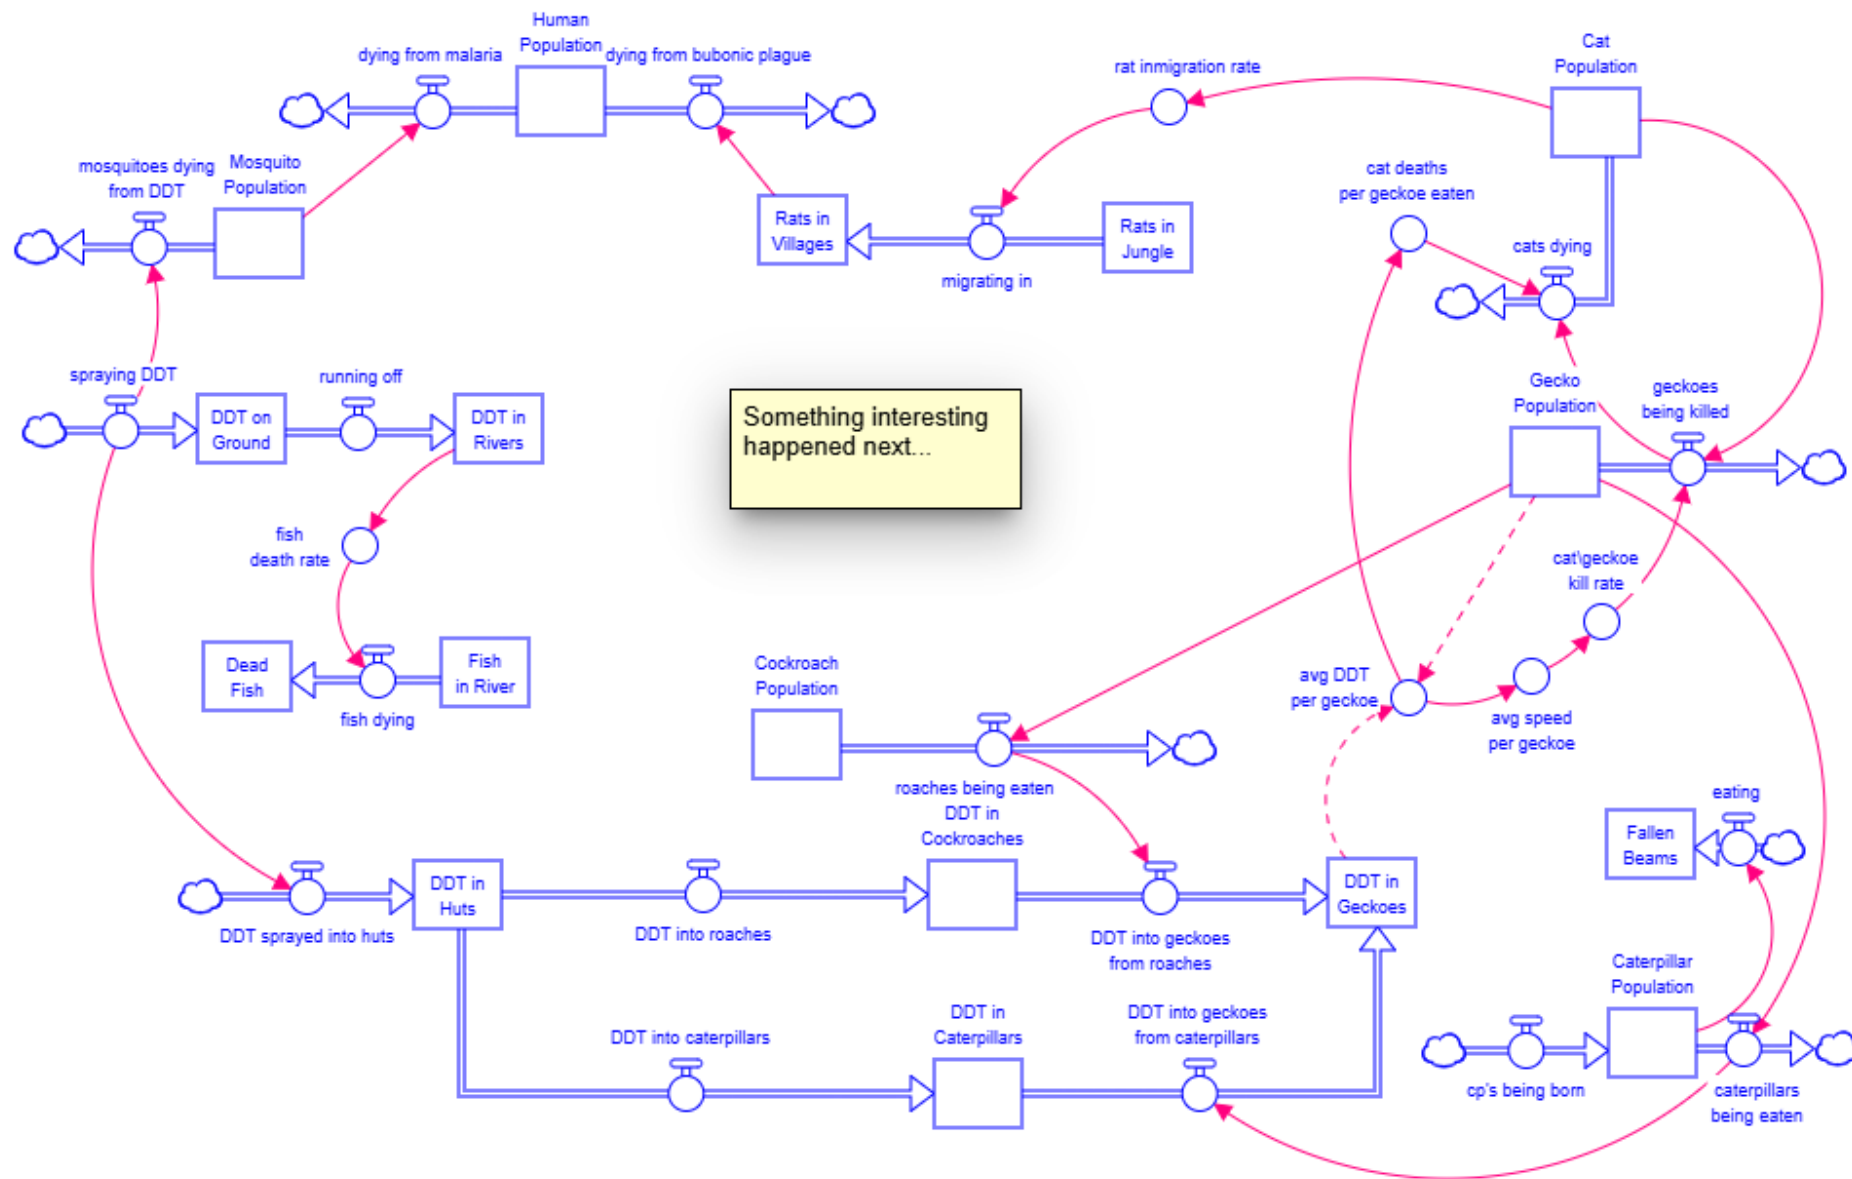 Human
Population
dying from malaria
dying from bubonic plague
Cat
Population
rat inmigration rate
mosquitoes dying
from DDT
Mosquito
Population
cat deaths
per geckoe eaten
Rats in
Villages
Rats in
Jungle
migrating in
cats dying
spraying DDT
running off
DDT on
Ground
DDT in
Rivers
Something interesting
happened next...
Gecko
Population
geckoes
being killed
fish
death rate
cat\geckoe
kill rate
Dead
Fish
Fish
in River
fish dying
Cockroach
Population
avg DDT
per geckoe
avg speed
per geckoe
roaches being eaten
DDT in
Cockroaches
eating
Fallen
Beams
DDT in
Huts
DDT in
Geckoes
DDT sprayed into huts
DDT into roaches
DDT into geckoes
from roaches
Caterpillar
Population
DDT into caterpillars
DDT in
Caterpillars
DDT into geckoes
from caterpillars
cp's being born
caterpillars
being eaten